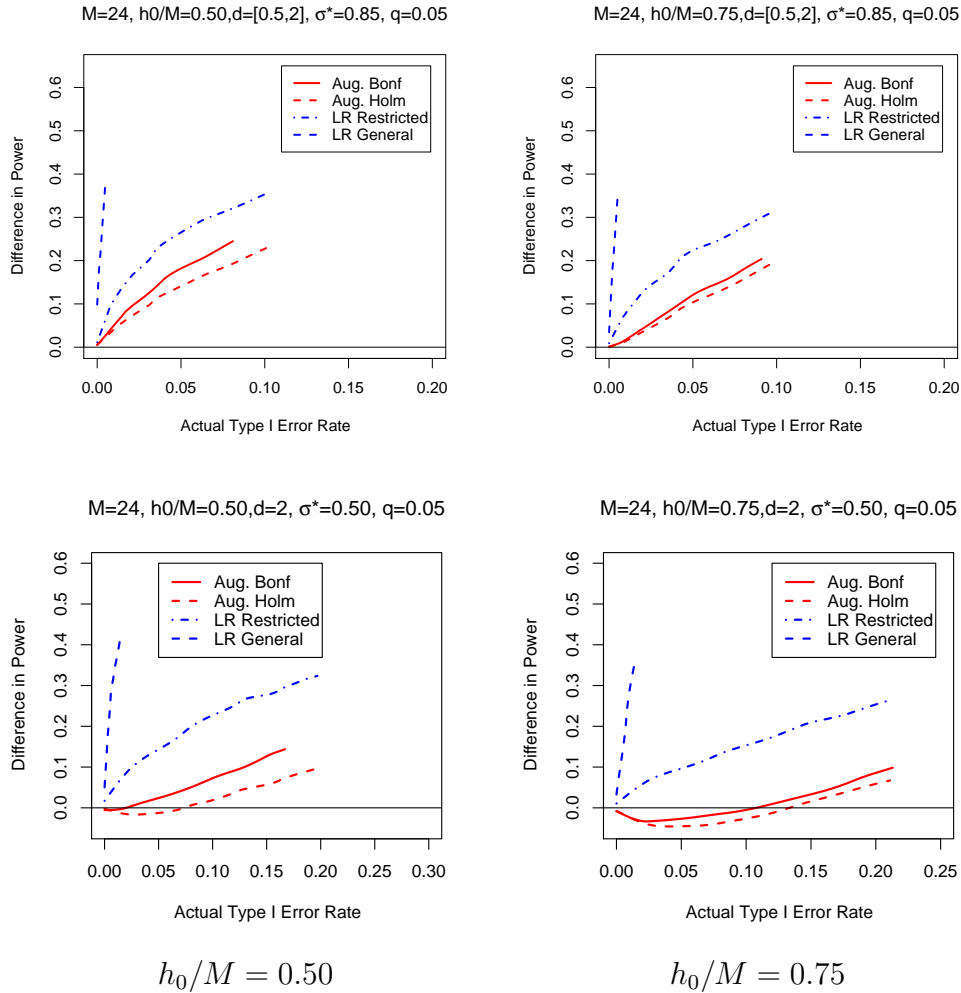 M=24, h0/M=0.50,d=[0.5,2], σ*=0.85, q=0.05
Difference in Power
0.6
0.5
0.4
0.3
0.2
0.1
0.0
Aug. Bonf
Aug. Holm
LR Restricted
LR General
0.00 0.05 0.10 0.15 0.20
Actual Type I Error Rate
M=24, h0/M=0.75,d=[0.5,2], σ*=0.85, q=0.05
Difference in Power
0.6
0.5
0.4
0.3
0.2
0.1
0.0
Aug. Bonf
Aug. Holm
LR Restricted
LR General
0.00 0.05 0.10 0.15 0.20
Actual Type I Error Rate
M=24, h0/M=0.50,d=2, σ*=0.50, q=0.05
Difference in Power
0.6
0.5
0.4
0.3
0.2
0.1
0.0
Aug. Bonf
Aug. Holm
LR Restricted
LR General
0.00 0.05 0.10 0.15 0.20 0.25 0.30
Actual Type I Error Rate
M=24, h0/M=0.75,d=2, σ*=0.50, q=0.05
Difference in Power
0.6
0.5
0.4
0.3
0.2
0.1
0.0
Aug. Bonf
Aug. Holm
LR Restricted
LR General
0.00 0.05 0.10 0.15 0.20 0.25
Actual Type I Error Rate
h₀/M = 0.50
h₀/M = 0.75